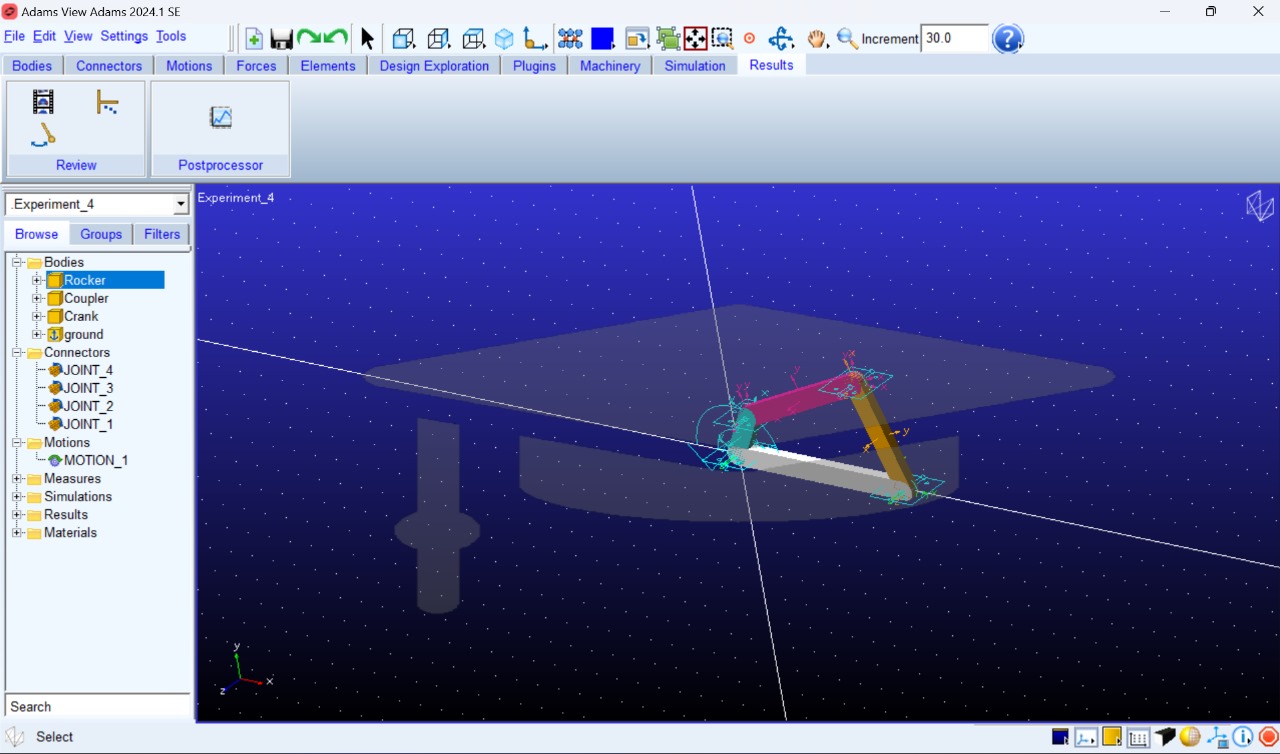 Adams View Adams 2024.1 SE
File Edit View Settings Tools
Increment 30.0
?
Bodies Connectors Motions Forces Elements Design Exploration Plugins Machinery Simulation Results
Review Postprocessor
.Experiment_4
Experiment_4
Browse Groups Filters
Bodies
Rocker
Coupler
Crank
ground
Connectors
JOINT_4
JOINT_3
JOINT_2
JOINT_1
Motions
MOTION_1
Measures
Simulations
Results
Materials
y
x
z
Search
Select